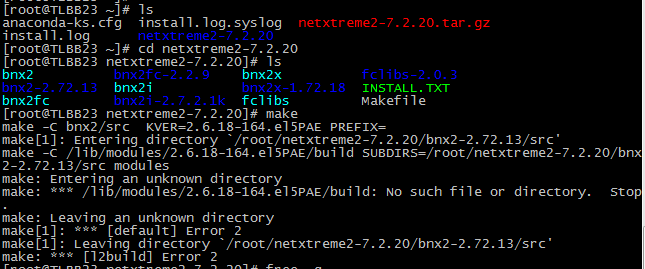 [root@TLBB23 ~]# ls
anaconda-ks.cfg install.log.syslog netxtreme2-7.2.20.tar.gz
install.log netxtreme2-7.2.20
[root@TLBB23 ~]# cd netxtreme2-7.2.20
[root@TLBB23 netxtreme2-7.2.20]# ls
bnx2 bnx2fc-2.2.9 bnx2x fclibs-2.0.3
bnx2-2.72.13 bnx2i bnx2x-1.72.18 INSTALL.TXT
bnx2fc bnx2i-2.7.2.1k fclibs Makefile
[root@TLBB23 netxtreme2-7.2.20]# make
make -C bnx2/src KVER=2.6.18-164.el5PAE PREFIX=
make[1]: Entering directory `/root/netxtreme2-7.2.20/bnx2-2.72.13/src'
make -C /lib/modules/2.6.18-164.el5PAE/build SUBDIRS=/root/netxtreme2-7.2.20/bnx
2-2.72.13/src modules
make: Entering an unknown directory
make: *** /lib/modules/2.6.18-164.el5PAE/build: No such file or directory. Stop
.
make: Leaving an unknown directory
make[1]: *** [default] Error 2
make[1]: Leaving directory `/root/netxtreme2-7.2.20/bnx2-2.72.13/src'
make: *** [l2build] Error 2
[root@TLBB23 netxtreme2-7.2.20]# free -g